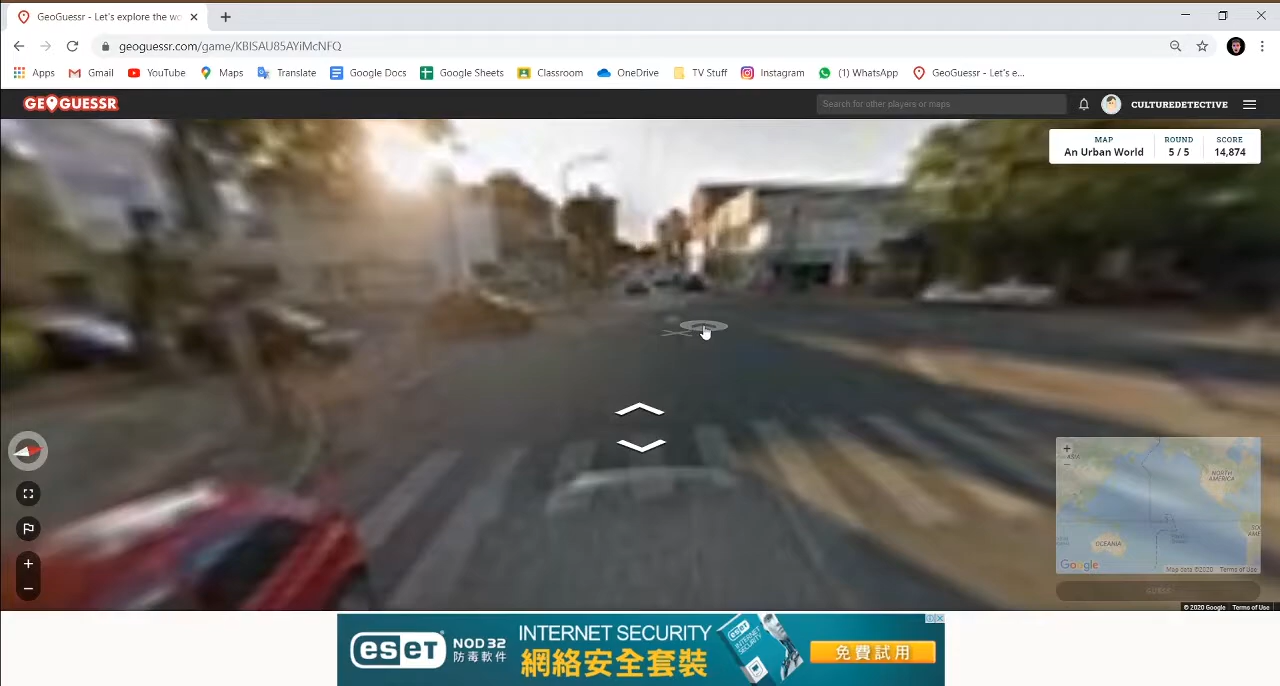 GeoGuessr - Let's explore the wo
geoguessr.com/game/KBISAU85AYiMcNFQ
Apps Gmail YouTube Maps Translate Google Docs Google Sheets Classroom OneDrive TV Stuff Instagram (1) WhatsApp GeoGuessr - Let's e...
GEOGUESSR Search for other players or maps CULTUREDETECTIVE
MAP ROUND SCORE
An Urban World 5 / 5 14,874
NORTH
AMERICA
OCEANIA
Google Map data ©2020 Terms of Use
GUESS
© 2020 Google Terms of Use
eseT NOD32 防毒軟件
INTERNET SECURITY
網絡安全套裝
免費試用